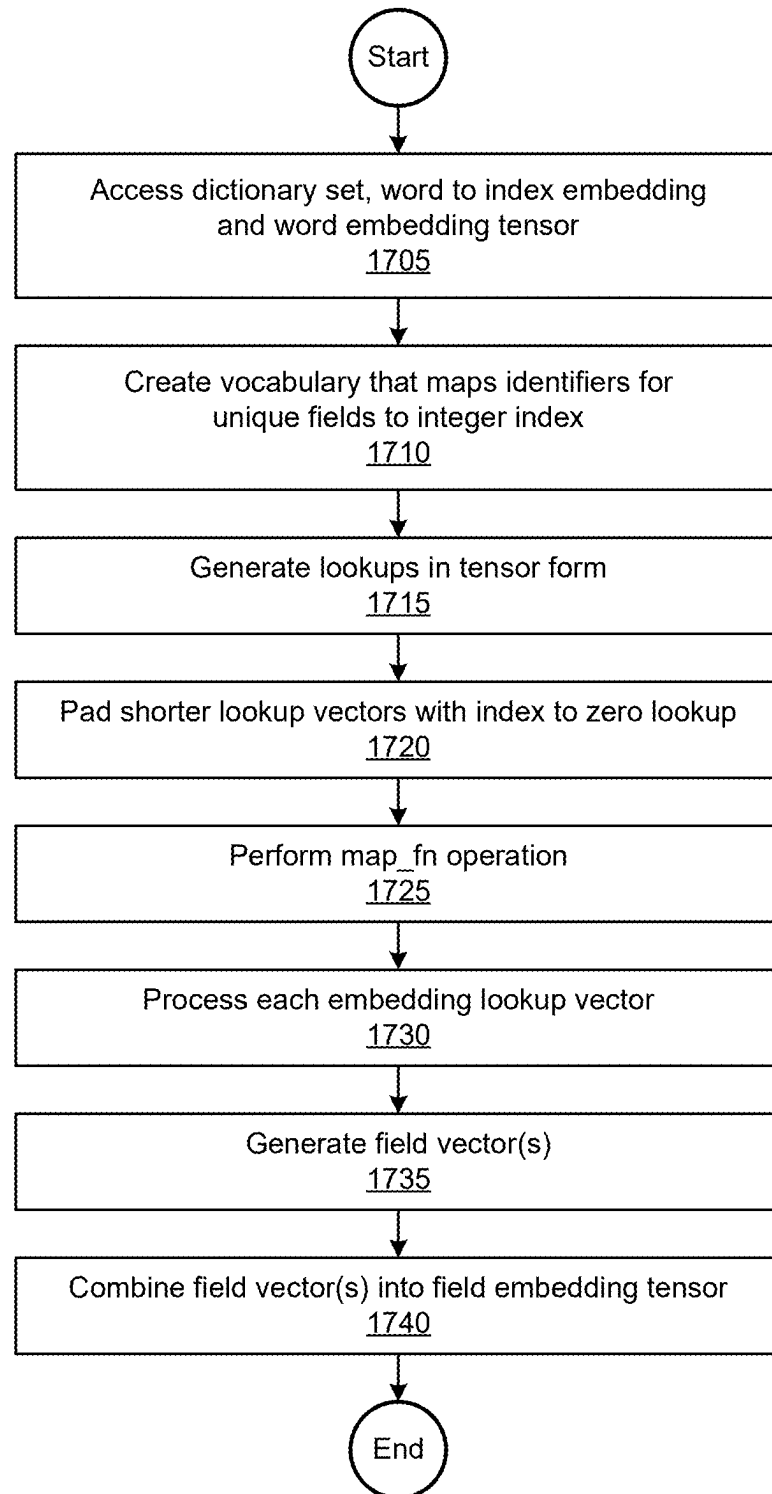 Start
Access dictionary set, word to index embedding
and word embedding tensor
1705
Create vocabulary that maps identifiers for
unique fields to integer index
1710
Generate lookups in tensor form
1715
Pad shorter lookup vectors with index to zero lookup
1720
Perform map_fn operation
1725
Process each embedding lookup vector
1730
Generate field vector(s)
1735
Combine field vector(s) into field embedding tensor
1740
End